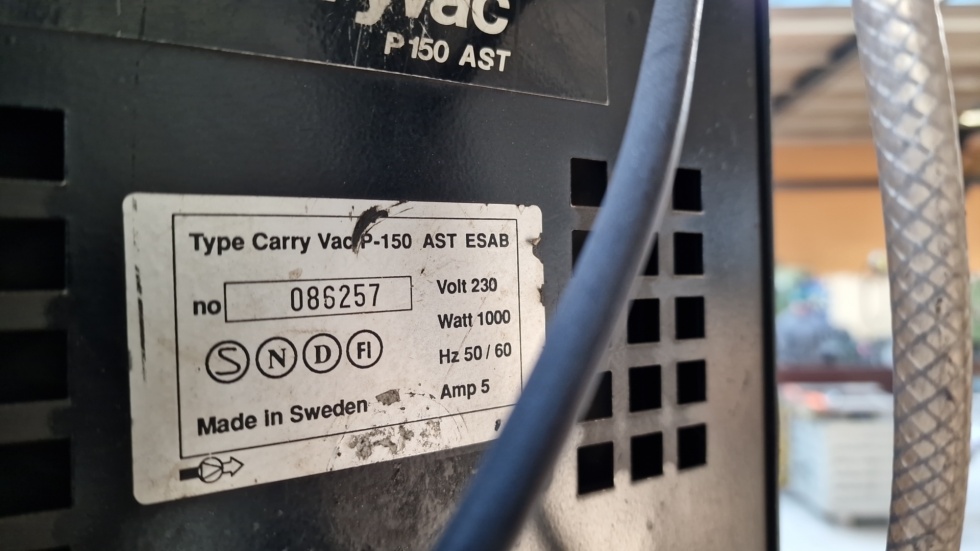 yvac
P 150 AST
Type Carry Vac P-150 AST ESAB
no 086257
Volt 230
Watt 1000
Hz 50 / 60
Amp 5
S N D FI
Made in Sweden